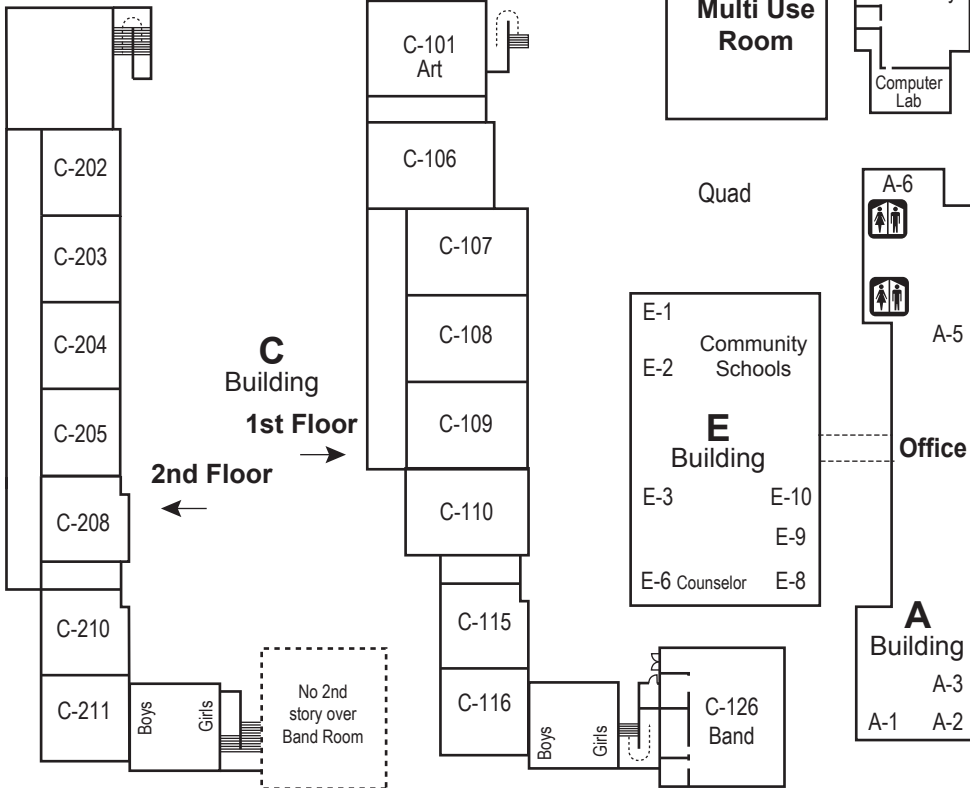 C-202
C-203
C-204
C-205
C-208
C-210
C-211
Boys
Girls
No 2nd
story over
Band Room
C
Building
1st Floor
2nd Floor
C-101
Art
C-106
C-107
C-108
C-109
C-110
C-115
C-116
Boys
Girls
C-126
Band
Multi Use
Room
Computer
Lab
Quad
E-1
E-2
Community
Schools
E
Building
E-3
E-10
E-9
E-6 Counselor
E-8
A-6
A-5
Office
A
Building
A-3
A-1
A-2